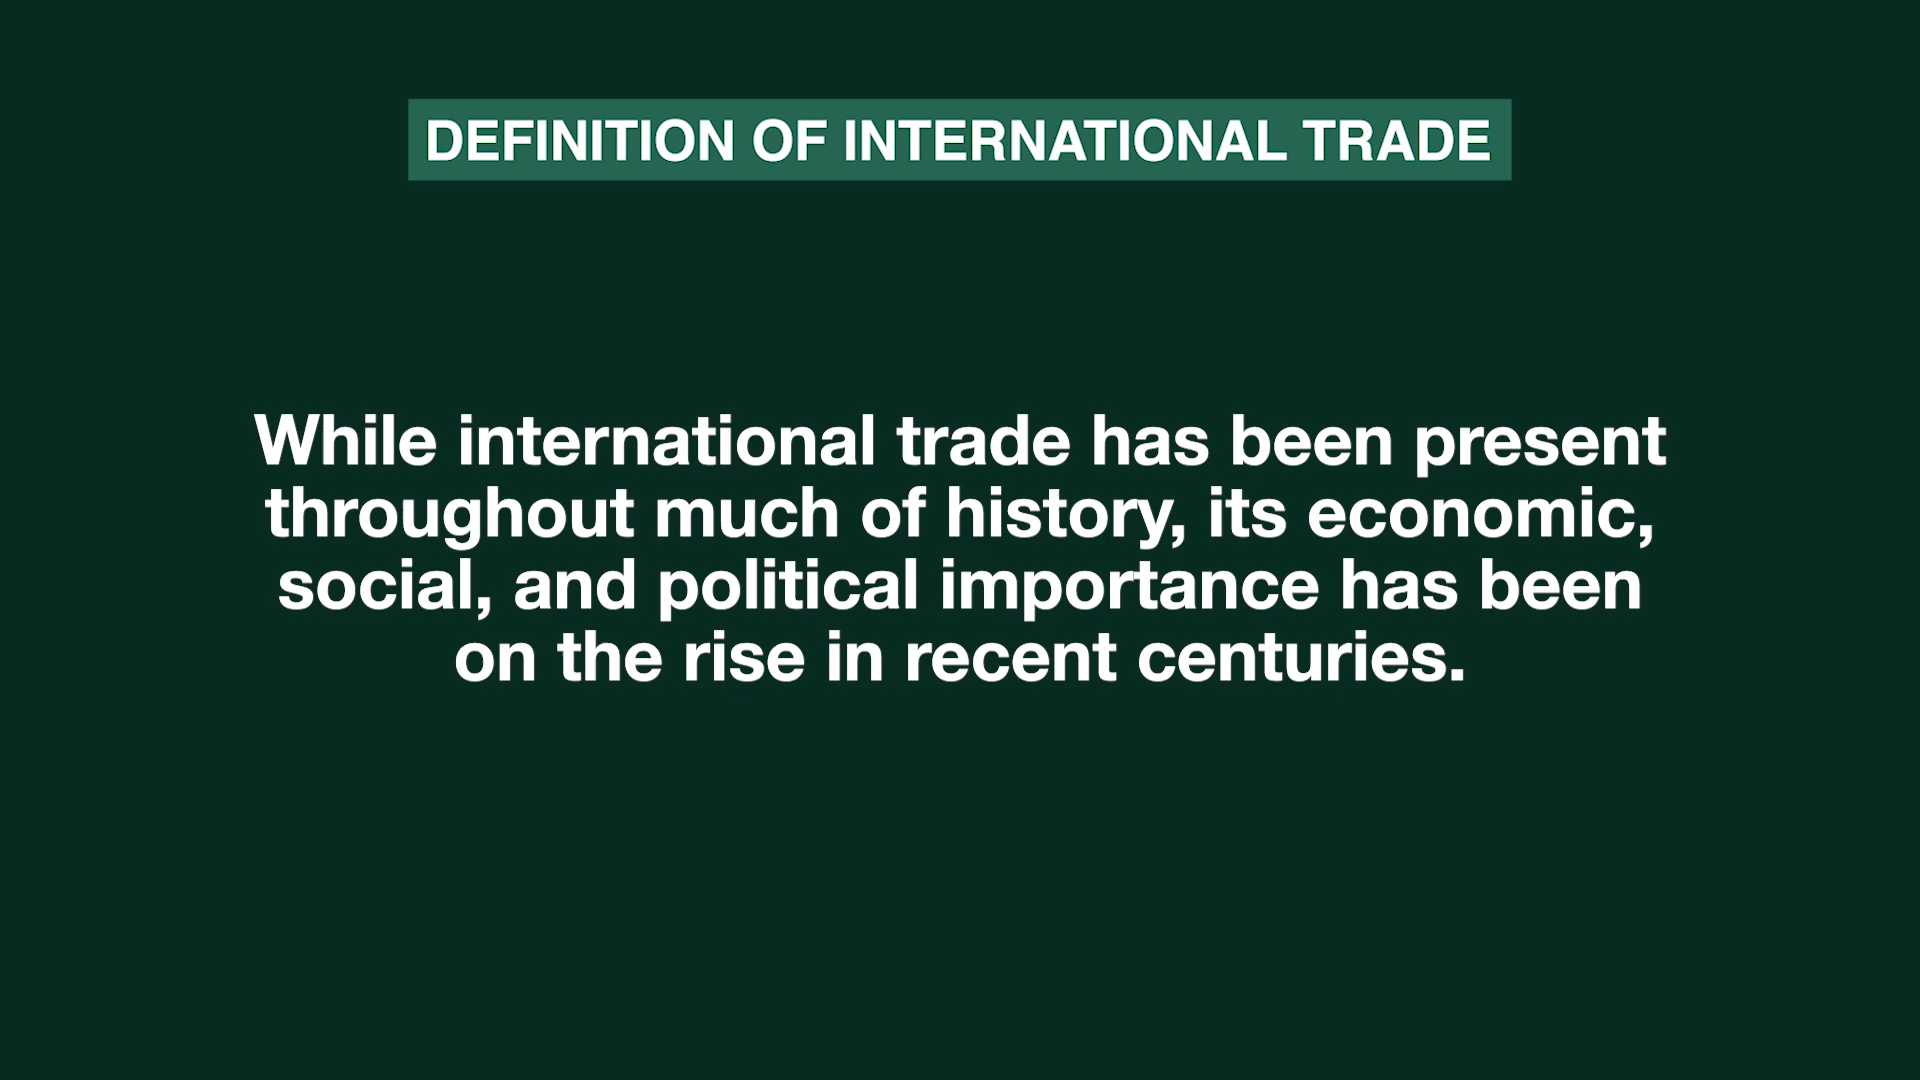 DEFINITION OF INTERNATIONAL TRADE
While international trade has been present
throughout much of history, its economic,
social, and political importance has been
on the rise in recent centuries.